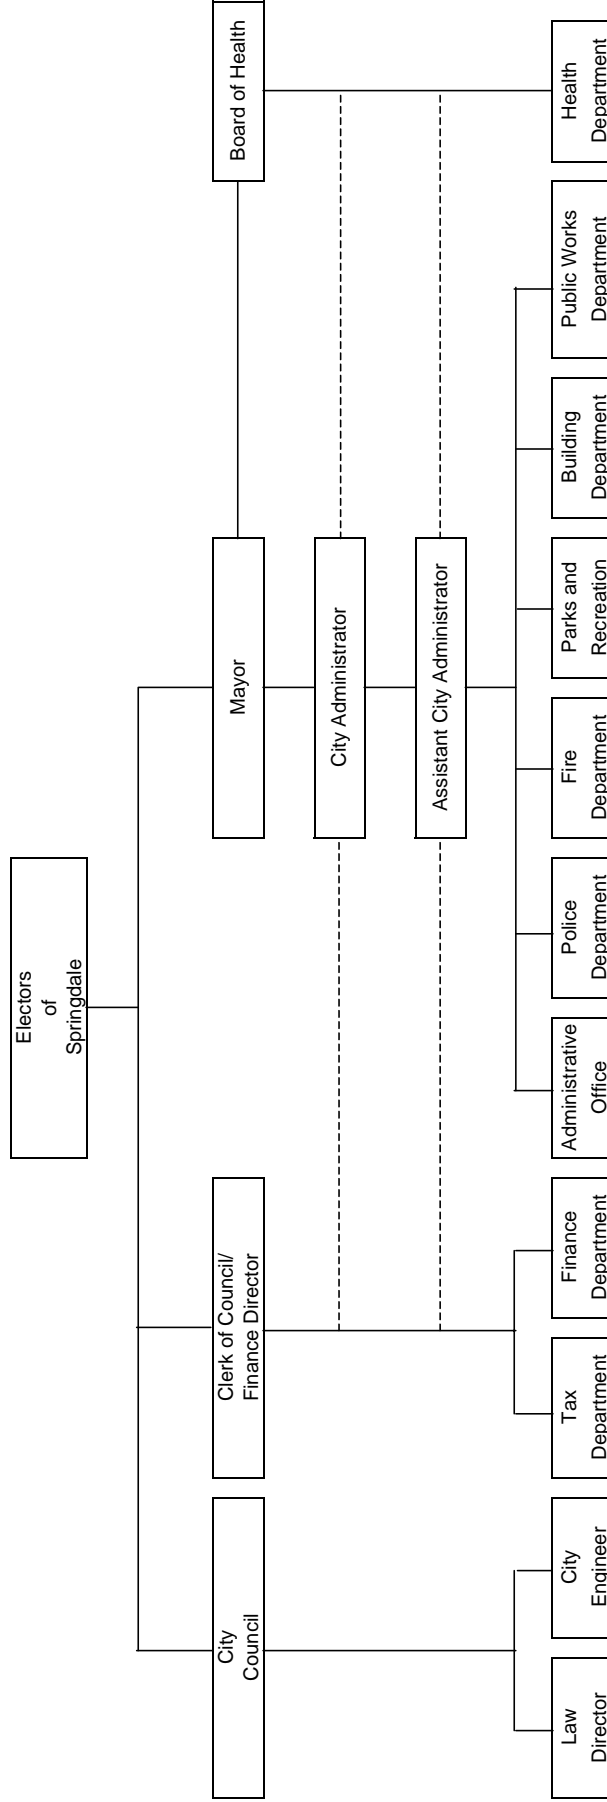 Electors
of
Springdale
City
Council
Clerk of Council/
Finance Director
Mayor
Board of Health
City Administrator
Assistant City Administrator
Law
Director
City
Engineer
Tax
Department
Finance
Department
Administrative
Office
Police
Department
Fire
Department
Parks and
Recreation
Building
Department
Public Works
Department
Health
Department